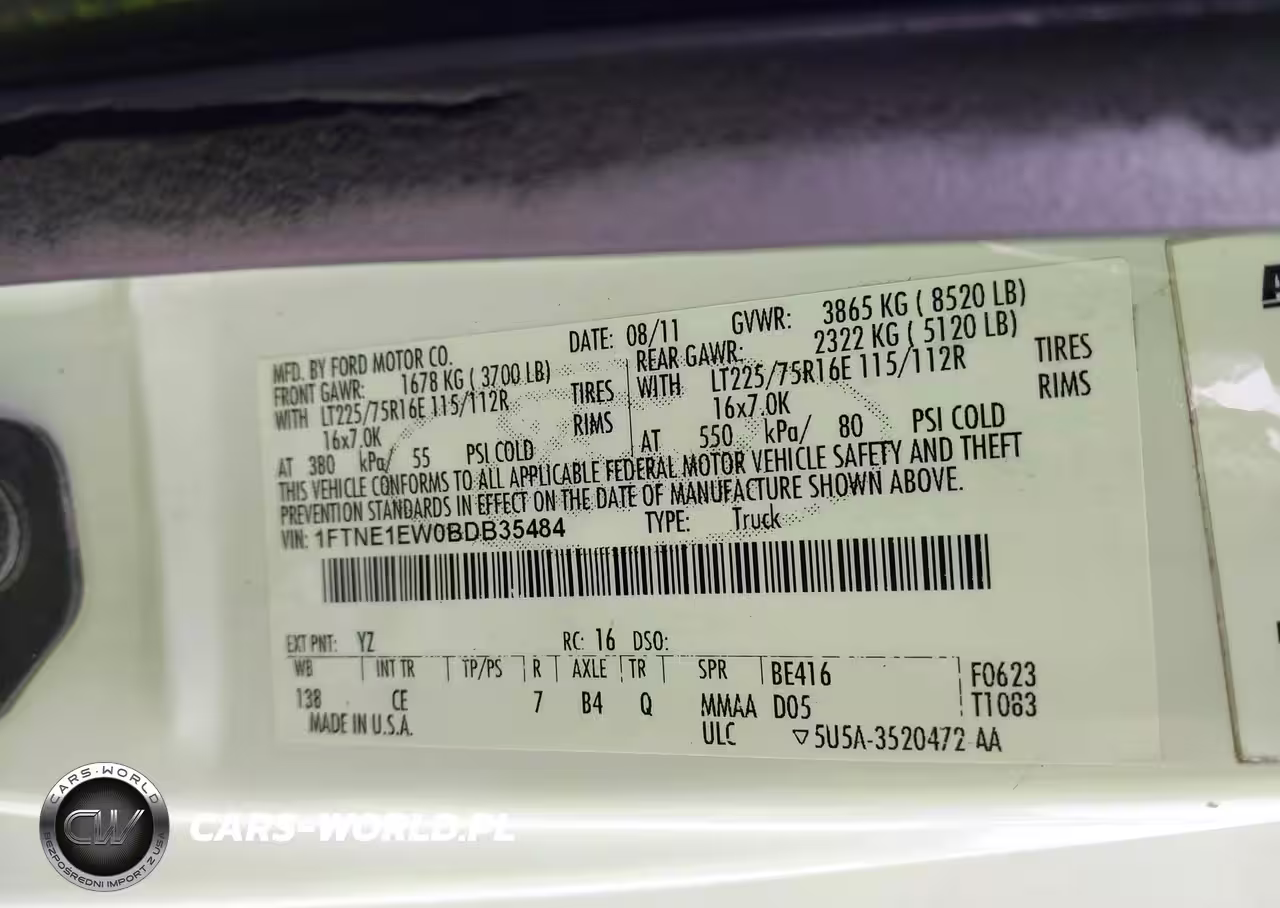 MFD. BY FORD MOTOR CO.
DATE: 08/11
GVWR: 3865 KG ( 8520 LB)
FRONT GAWR: 1678 KG ( 3700 LB)
REAR GAWR: 2322 KG ( 5120 LB)
WITH LT225/75R16E 115/112R TIRES
WITH LT225/75R16E 115/112R TIRES
16x7.0K RIMS
16x7.0K RIMS
AT 380 kPa/ 55 PSI COLD
AT 550 kPa/ 80 PSI COLD
THIS VEHICLE CONFORMS TO ALL APPLICABLE FEDERAL MOTOR VEHICLE SAFETY AND THEFT
PREVENTION STANDARDS IN EFFECT ON THE DATE OF MANUFACTURE SHOWN ABOVE.
VIN: 1FTNE1EW0BDB35484
TYPE: Truck
EXT PNT: YZ RC: 16 DSO:
WB INT TR TP/PS R AXLE TR SPR BE416 F0623
138 CE 7 B4 Q MMAA D05 T1083
MADE IN U.S.A. ULC ▽5U5A-3520472 AA
CARS-WORLD
CW
BEZPOŚREDNI IMPORT Z USA
CARS-WORLD.PL